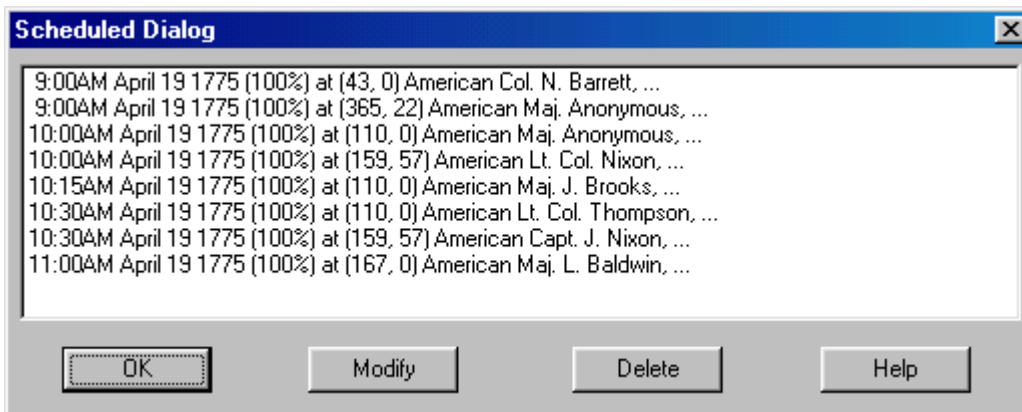 Scheduled Dialog
9:00AM April 19 1775 (100%) at (43, 0) American Col. N. Barrett, ...
9:00AM April 19 1775 (100%) at (365, 22) American Maj. Anonymous, ...
10:00AM April 19 1775 (100%) at (110, 0) American Maj. Anonymous, ...
10:00AM April 19 1775 (100%) at (159, 57) American Lt. Col. Nixon, ...
10:15AM April 19 1775 (100%) at (110, 0) American Maj. J. Brooks, ...
10:30AM April 19 1775 (100%) at (110, 0) American Lt. Col. Thompson, ...
10:30AM April 19 1775 (100%) at (159, 57) American Capt. J. Nixon, ...
11:00AM April 19 1775 (100%) at (167, 0) American Maj. L. Baldwin, ...
OK Modify Delete Help